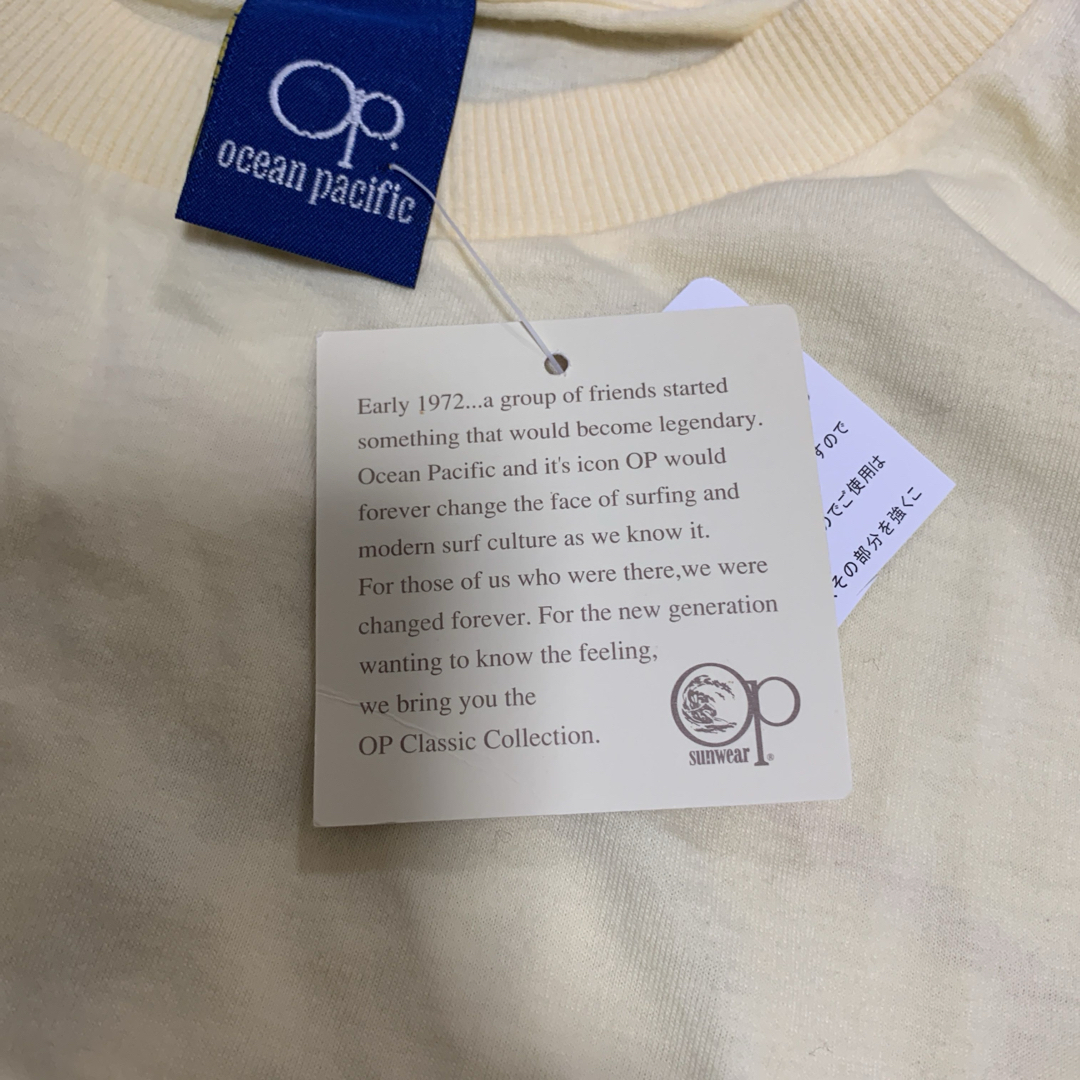 Op.
ocean pacific
Early 1972...a group of friends started
something that would become legendary.
Ocean Pacific and it's icon OP would
forever change the face of surfing and
modern surf culture as we know it.
For those of us who were there,we were
changed forever. For the new generation
wanting to know the feeling,
we bring you the
OP Classic Collection.
Op
sunwear ®
すので
のでご使用は
その部分を強くこ